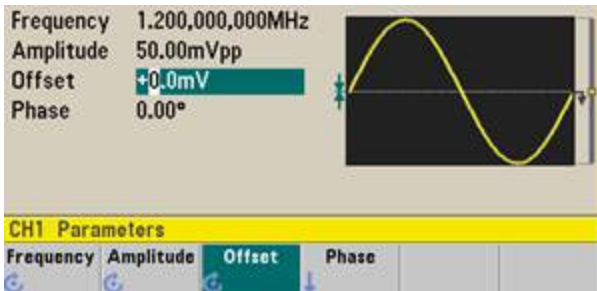 Frequency 1.200,000,000MHz
Amplitude 50.00mVpp
Offset +0.0mV
Phase 0.00°
CH1 Parameters
Frequency Amplitude Offset Phase